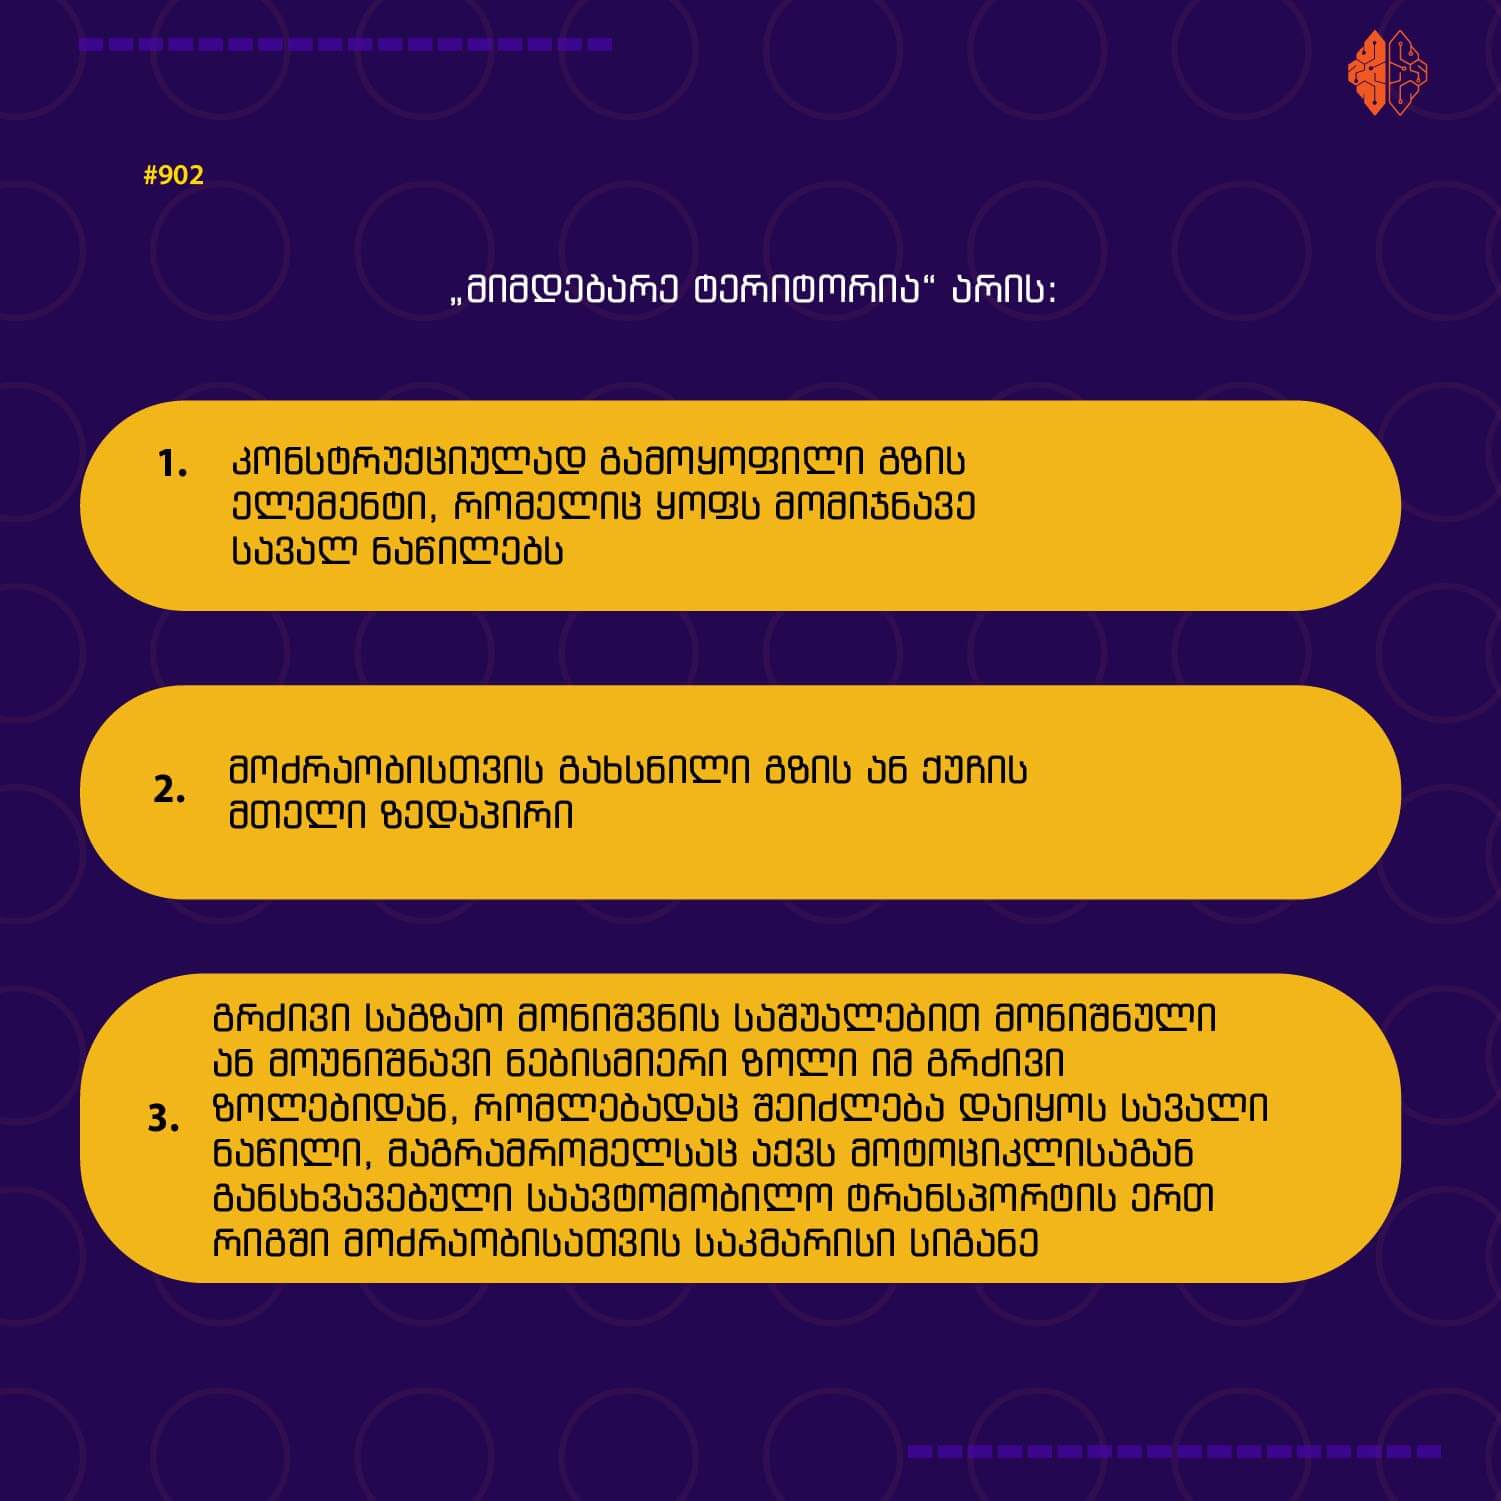 #902
„მიმდებარე ტერიტორია“ არის:
1. კონსტრუქციულად გამოყოფილი გზის
ელემენტი, რომელიც ყოფს მომიჯნავე
სავალ ნაწილებს
2. მოძრაობისთვის გახსნილი გზის ან ქუჩის
მთელი ზედაპირი
გრძივი საგზაო მონიშვნის საშუალებით მონიშნული
ან მოუნიშნავი ნებისმიერი ზოლი იმ გრძივი
3. ზოლებიდან, რომლებადაც შეიძლება დაიყოს სავალი
ნაწილი, მაგრამრომელსაც აქვს მოტოციკლისაგან
განსხვავებული საავტომობილო ტრანსპორტის ერთ
რიგში მოძრაობისათვის საკმარისი სიგანე